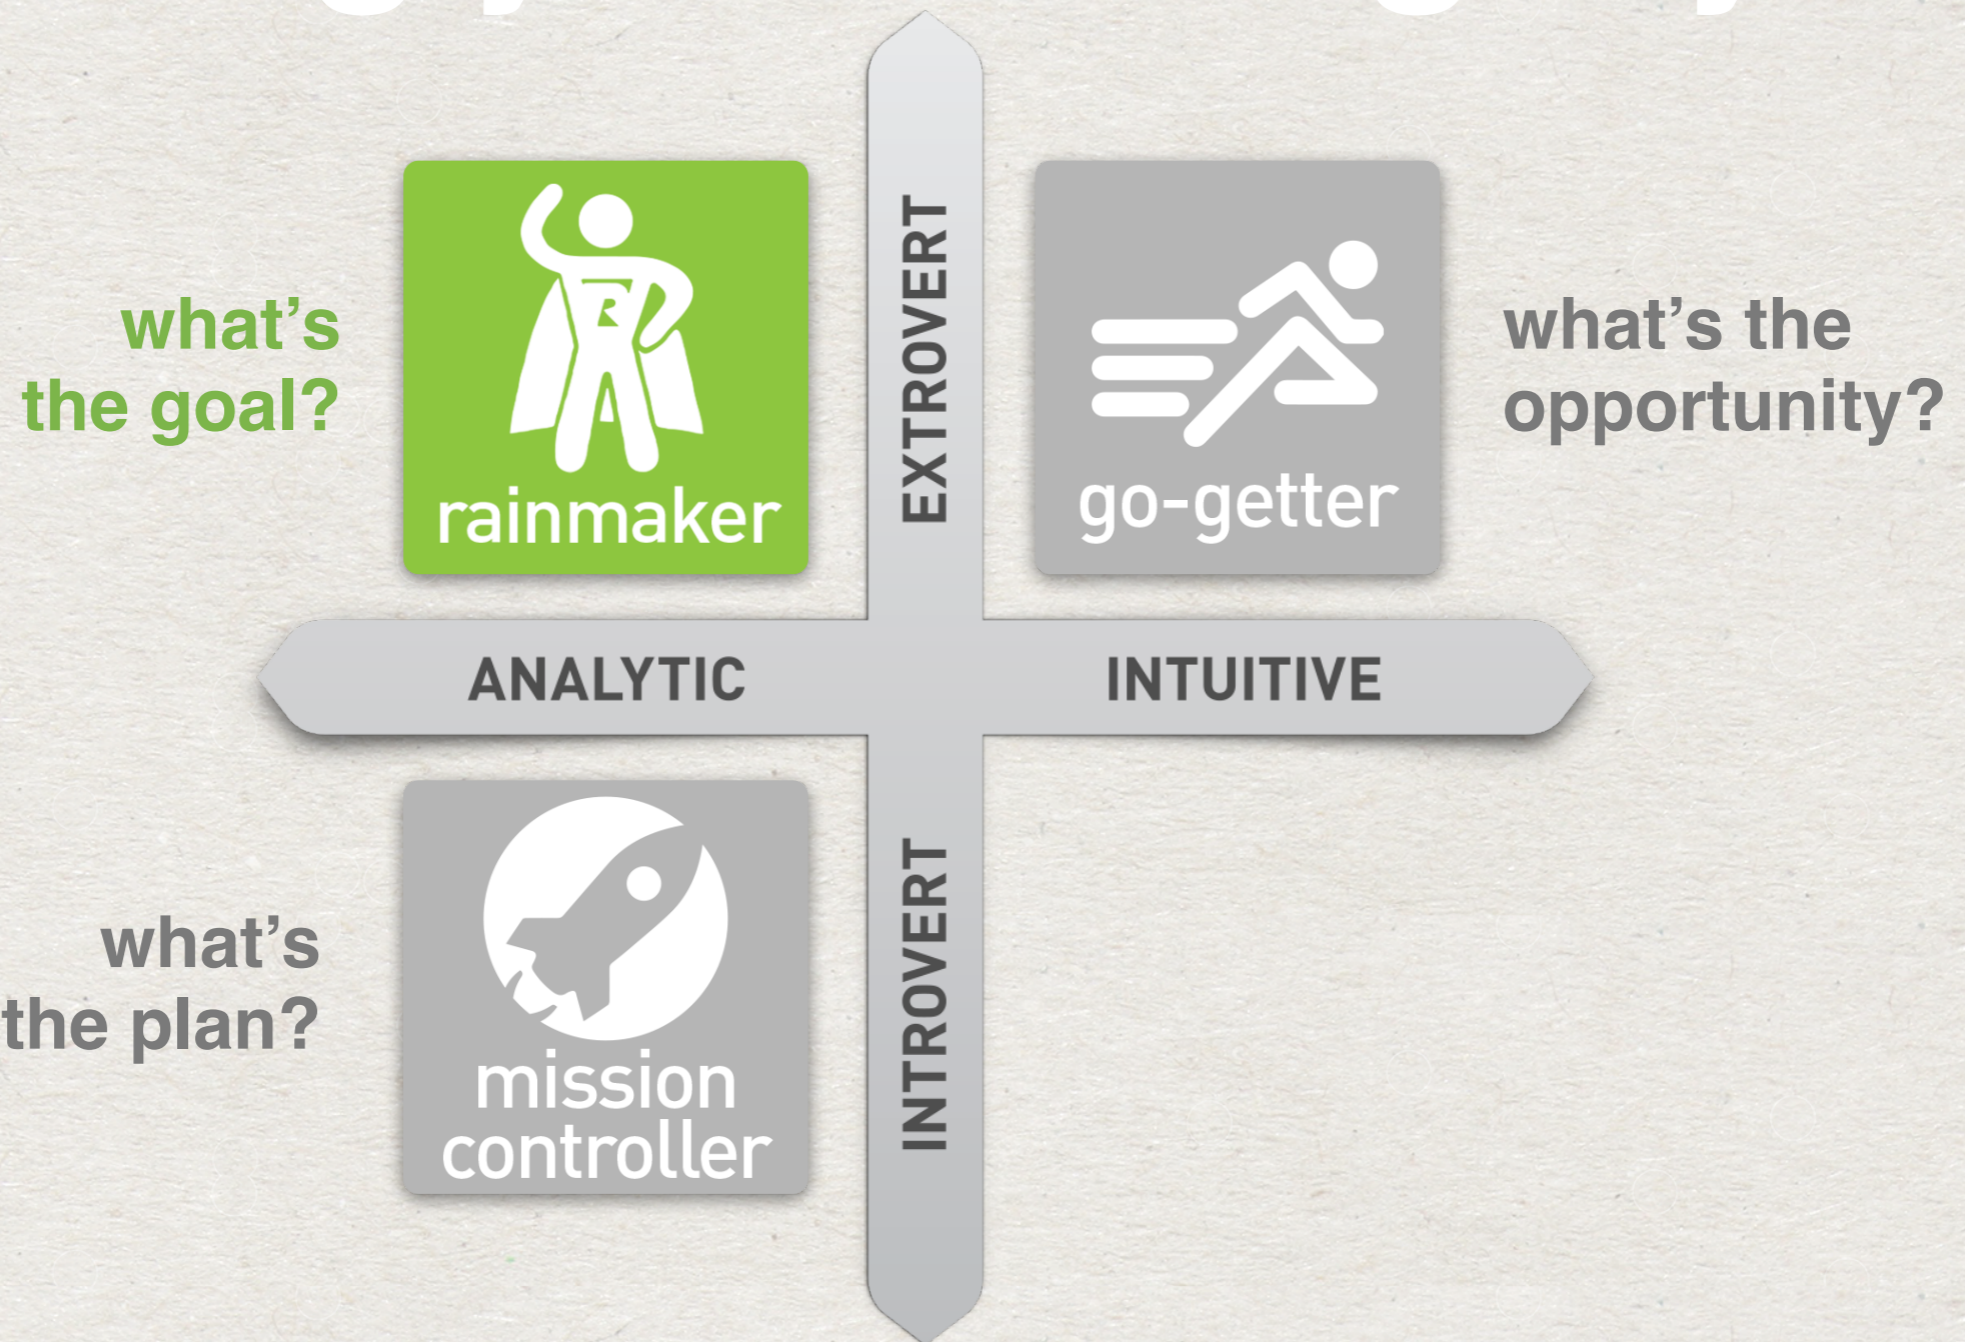 what's
the goal?
rainmaker
EXTROVERT
go-getter
what's the
opportunity?
ANALYTIC
INTUITIVE
what's
the plan?
mission
controller
INTROVERT